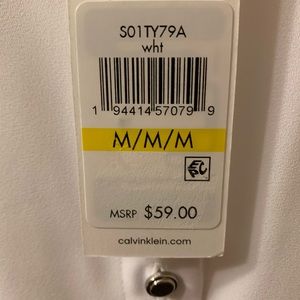 S01TY79A
wht
1 94414 57079 9
M/M/M
MSRP $59.00
calvinklein.com